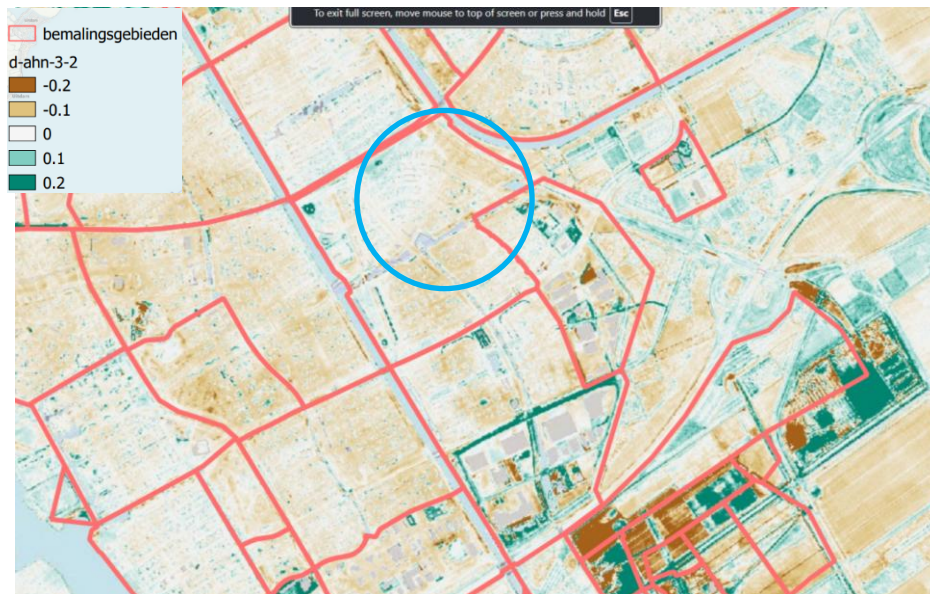 To exit full screen, move mouse to top of screen or press and hold Esc
bemalingsgebieden
d-ahn-3-2
-0.2
-0.1
0
0.1
0.2